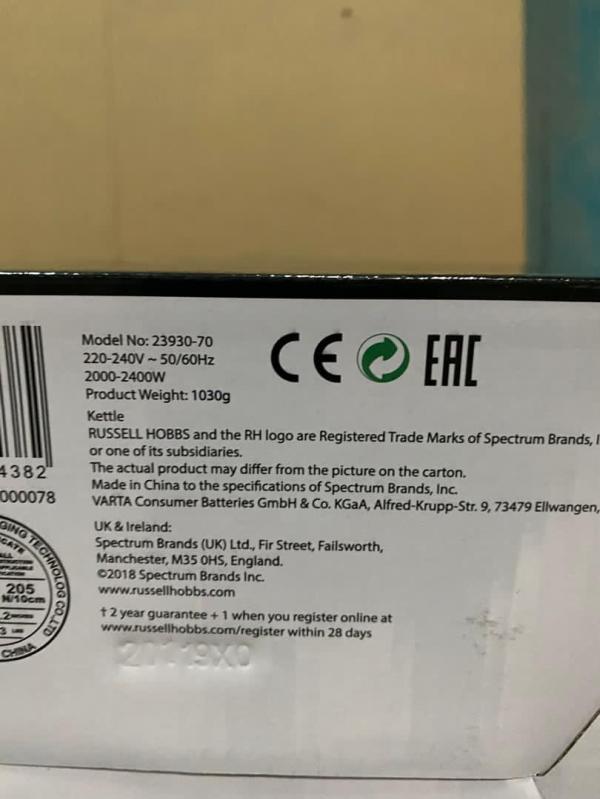 Model No: 23930-70
220-240V ~ 50/60Hz
2000-2400W
Product Weight: 1030g
CE EAC
Kettle
RUSSELL HOBBS and the RH logo are Registered Trade Marks of Spectrum Brands,
or one of its subsidiaries.
The actual product may differ from the picture on the carton.
Made in China to the specifications of Spectrum Brands, Inc.
VARTA Consumer Batteries GmbH & Co. KGaA, Alfred-Krupp-Str. 9, 73479 Ellwangen,
4382
000078
UK & Ireland:
Spectrum Brands (UK) Ltd., Fir Street, Failsworth,
Manchester, M35 0HS, England.
©2018 Spectrum Brands Inc.
www.russellhobbs.com
† 2 year guarantee + 1 when you register online at
www.russellhobbs.com/register within 28 days
GING TECHNOLOG CO.LTD
205
N/10cm
CHINA